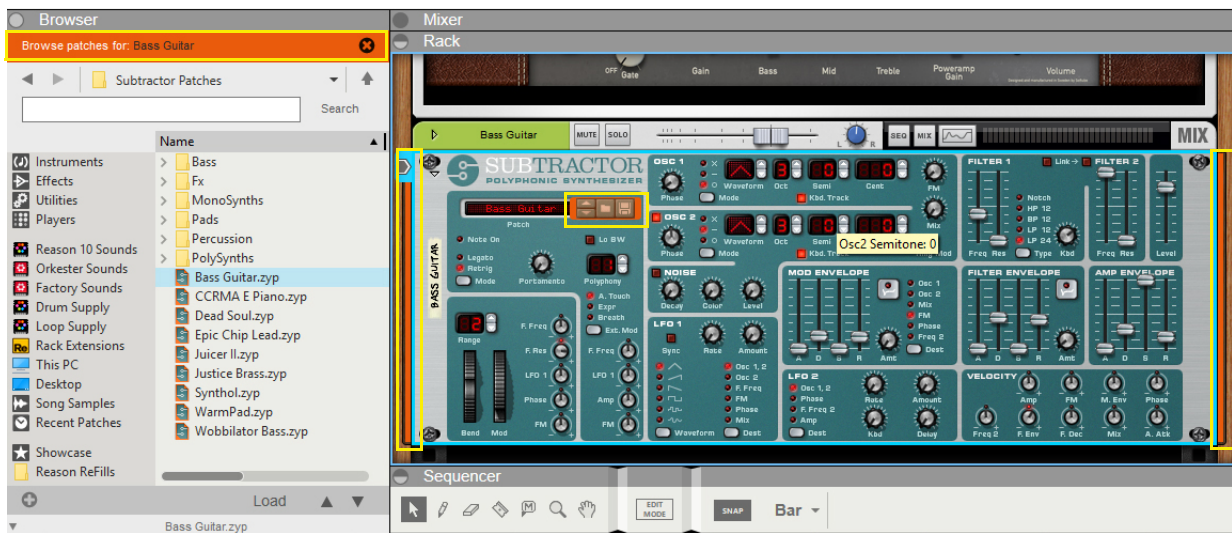 Browser
Browse patches for: Bass Guitar
Subtractor Patches
Search
Name
Instruments
Effects
Utilities
Players
Reason 10 Sounds
Orkester Sounds
Factory Sounds
Drum Supply
Loop Supply
Rack Extensions
This PC
Desktop
Song Samples
Recent Patches
Showcase
Reason ReFills
Bass
Fx
MonoSynths
Pads
Percussion
PolySynths
Bass Guitar.zyp
CCRMA E Piano.zyp
Dead Soul.zyp
Epic Chip Lead.zyp
Juicer II.zyp
Justice Brass.zyp
Synthol.zyp
WarmPad.zyp
Wobbilator Bass.zyp
Load
Bass Guitar.zyp
Mixer
Rack
OFF Gate Gain Bass Mid Treble Poweramp Gain Volume
Bass Guitar MUTE SOLO L R SEQ MIX MIX
SUBTRACTOR
POLYPHONIC SYNTHESIZER
Bass Guitar
Patch
BASS GUITAR
Note On
Legato
Retrig
Mode
Portamento
Lo BW
Polyphony
A. Touch
Expr
Breath
Ext. Mod
2
Range
Bend Mod
F. Freq
F. Res
LFO 1
Phase
FM
F. Freq
LFO 1
Amp
FM
OSC 1
Phase Mode
Waveform Oct Semi Cent
Kbd. Track
FM
OSC 2
Phase Mode
Waveform Oct Semi
Kbd. Track
Mix
Osc2 Semitone: 0
NOISE
Decay Color Level
LFO 1
Sync Rate Amount
Osc 1, 2
Osc 2
F. Freq
FM
Phase
Mix
Waveform Dest
MOD ENVELOPE
A D S R Amt
Osc 1
Osc 2
Mix
FM
Phase
Freq 2
Dest
LFO 2
Osc 1, 2
Phase
F. Freq 2
Amp
Dest
Rate Amount
Kbd Delay
FILTER 1 Link FILTER 2
Notch
HP 12
BP 12
LP 12
LP 24
Freq Res Type Kbd Freq Res Level
FILTER ENVELOPE
A D S R Amt
AMP ENVELOPE
A D S R
VELOCITY
Amp FM M. Env Phase
Freq 2 F. Env F. Dec Mix A. Atk
Sequencer
EDIT
MODE
SNAP
Bar